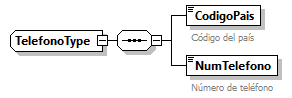 CodigoPais
Código del país
TelefonoType
NumTelefono
Número de teléfono